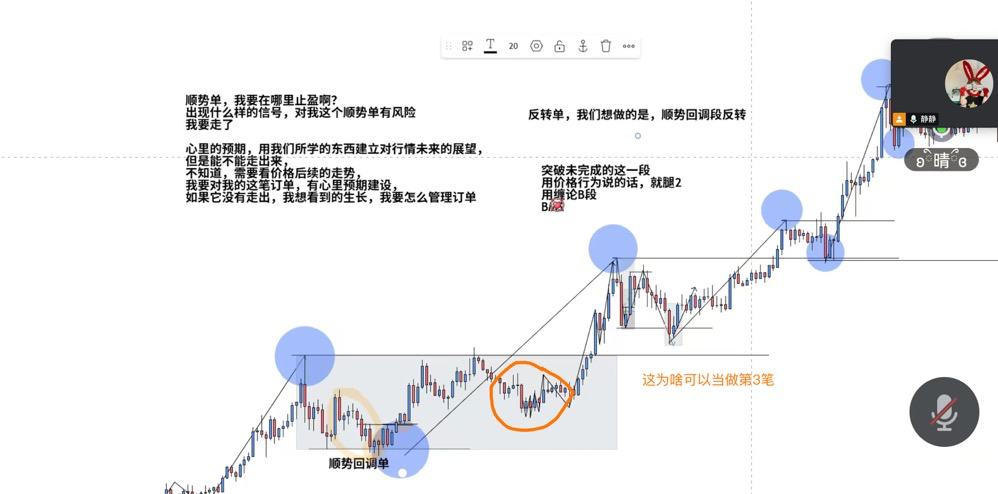 20
顺势单，我要在哪里止盈啊？
出现什么样的信号，对我这个顺势单有风险
我要走了
心里的预期，用我们所学的东西建立对行情未来的展望，
但是能不能走出来，
不知道，需要看价格后续的走势，
我要对我的这笔订单，有心里预期建设，
如果它没有走出，我想看到的生长，我要怎么管理订单
反转单，我们想做的是，顺势回调段反转
突破未完成的这一段
用价格行为说的话，就腿2
用缠论B段
静静
晴
这为啥可以当做第3笔
顺势回调单